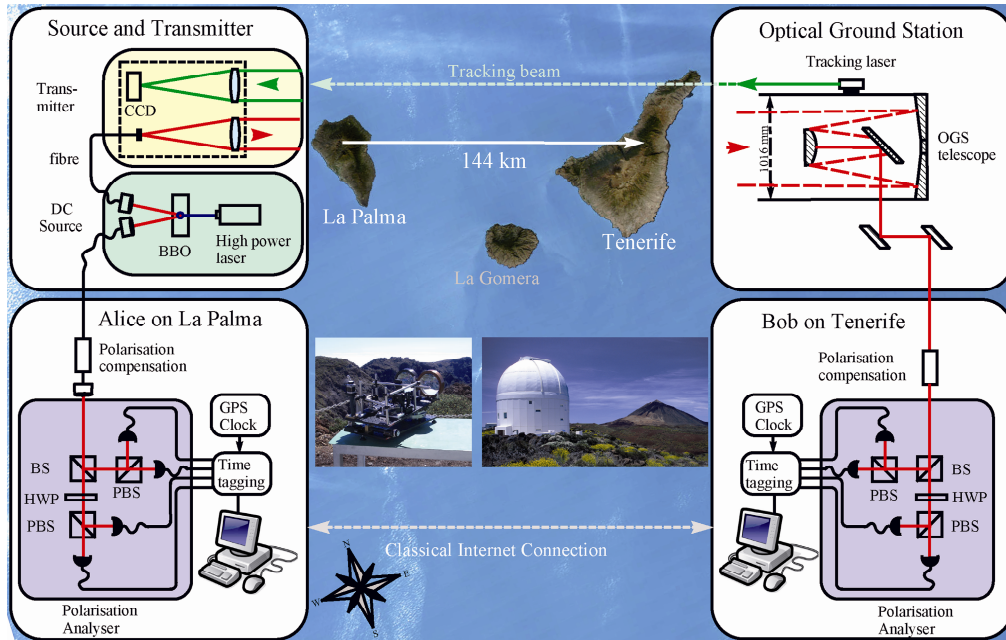 Source and Transmitter
Trans-
mitter
CCD
fibre
DC
Source
BBO
High power
laser
Tracking beam
144 km
La Palma
Tenerife
La Gomera
Optical Ground Station
Tracking laser
1016 mm
OGS
telescope
Alice on La Palma
Polarisation
compensation
GPS
Clock
Time
tagging
BS
PBS
HWP
PBS
Polarisation
Analyser
Classical Internet Connection
N
E
W
S
Bob on Tenerife
Polarisation
compensation
GPS
Clock
Time
tagging
BS
PBS
HWP
PBS
Polarisation
Analyser